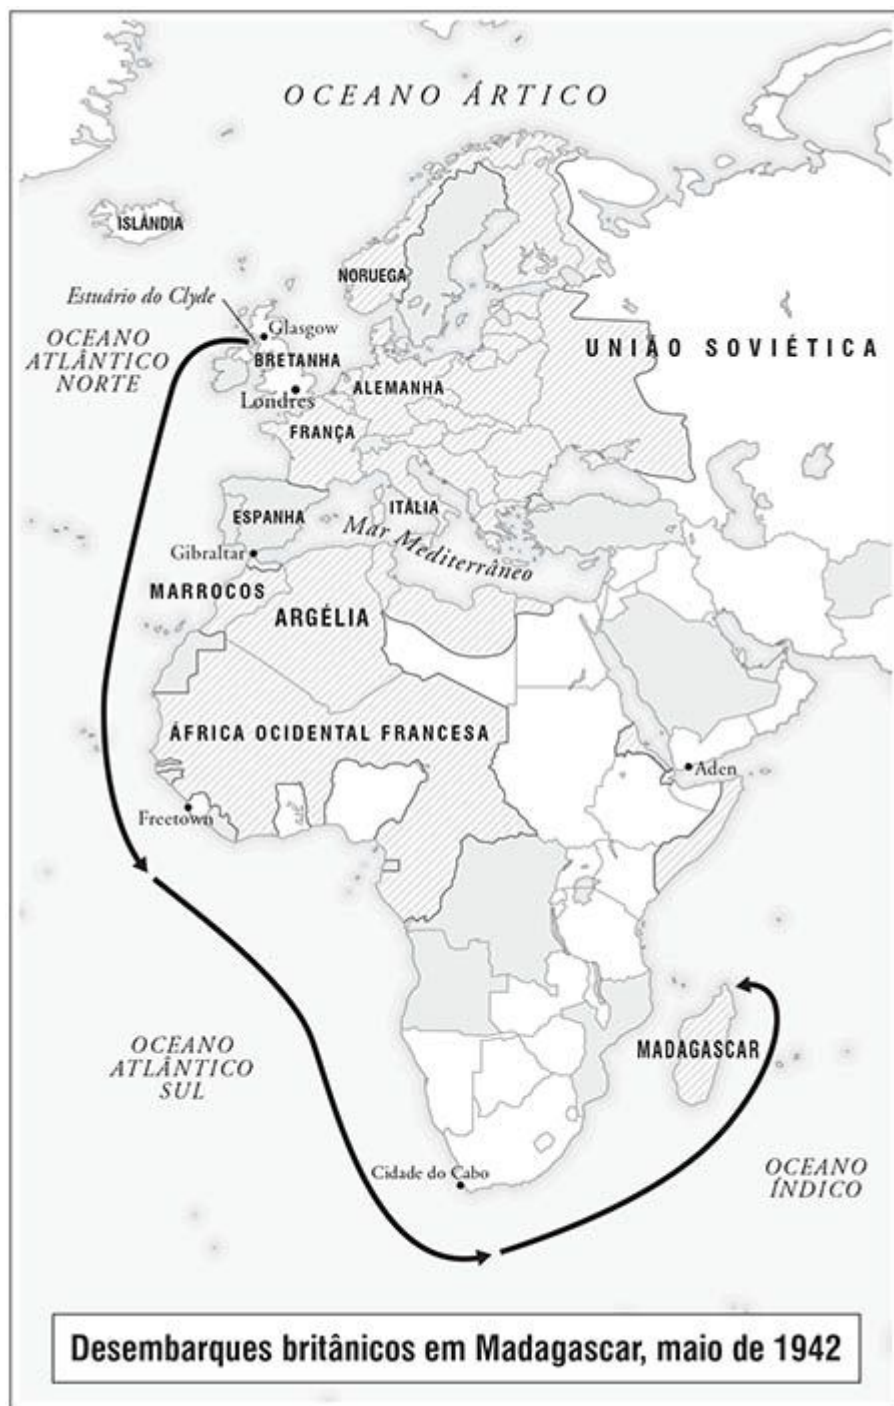 OCEANO ÁRTICO
ISLÂNDIA
NORUEGA
Estuário do Clyde
Glasgow
OCEANO
ATLÂNTICO
NORTE
BRETANHA
UNIÃO SOVIÉTICA
Londres
ALEMANHA
FRANÇA
ESPANHA
ITÁLIA
Mar Mediterrâneo
Gibraltar
MARROCOS
ARGÉLIA
ÁFRICA OCIDENTAL FRANCESA
Aden
Freetown
OCEANO
ATLÂNTICO
SUL
MADAGASCAR
Cidade do Cabo
OCEANO
ÍNDICO
Desembarques britânicos em Madagascar, maio de 1942